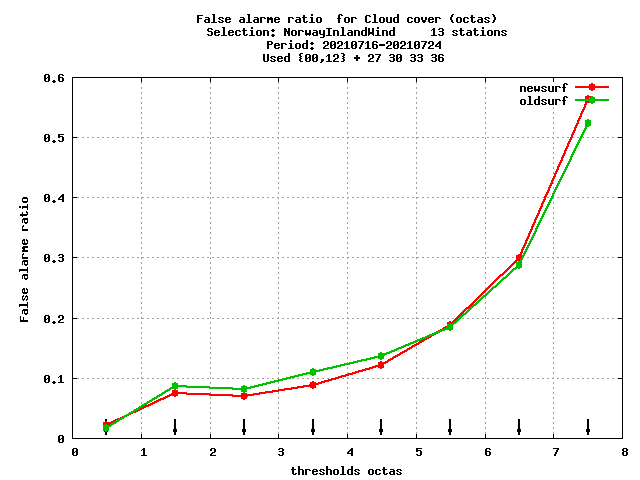 False alarme ratio  for Cloud cover (octas)
Selection: NorwayInlandWind     13 stations
Period: 20210716-20210724
Used {00,12} + 27 30 33 36
newsurf
oldsurf
0.6
0.5
0.4
0.3
0.2
0.1
0
False alarme ratio
0 1 2 3 4 5 6 7 8
thresholds octas